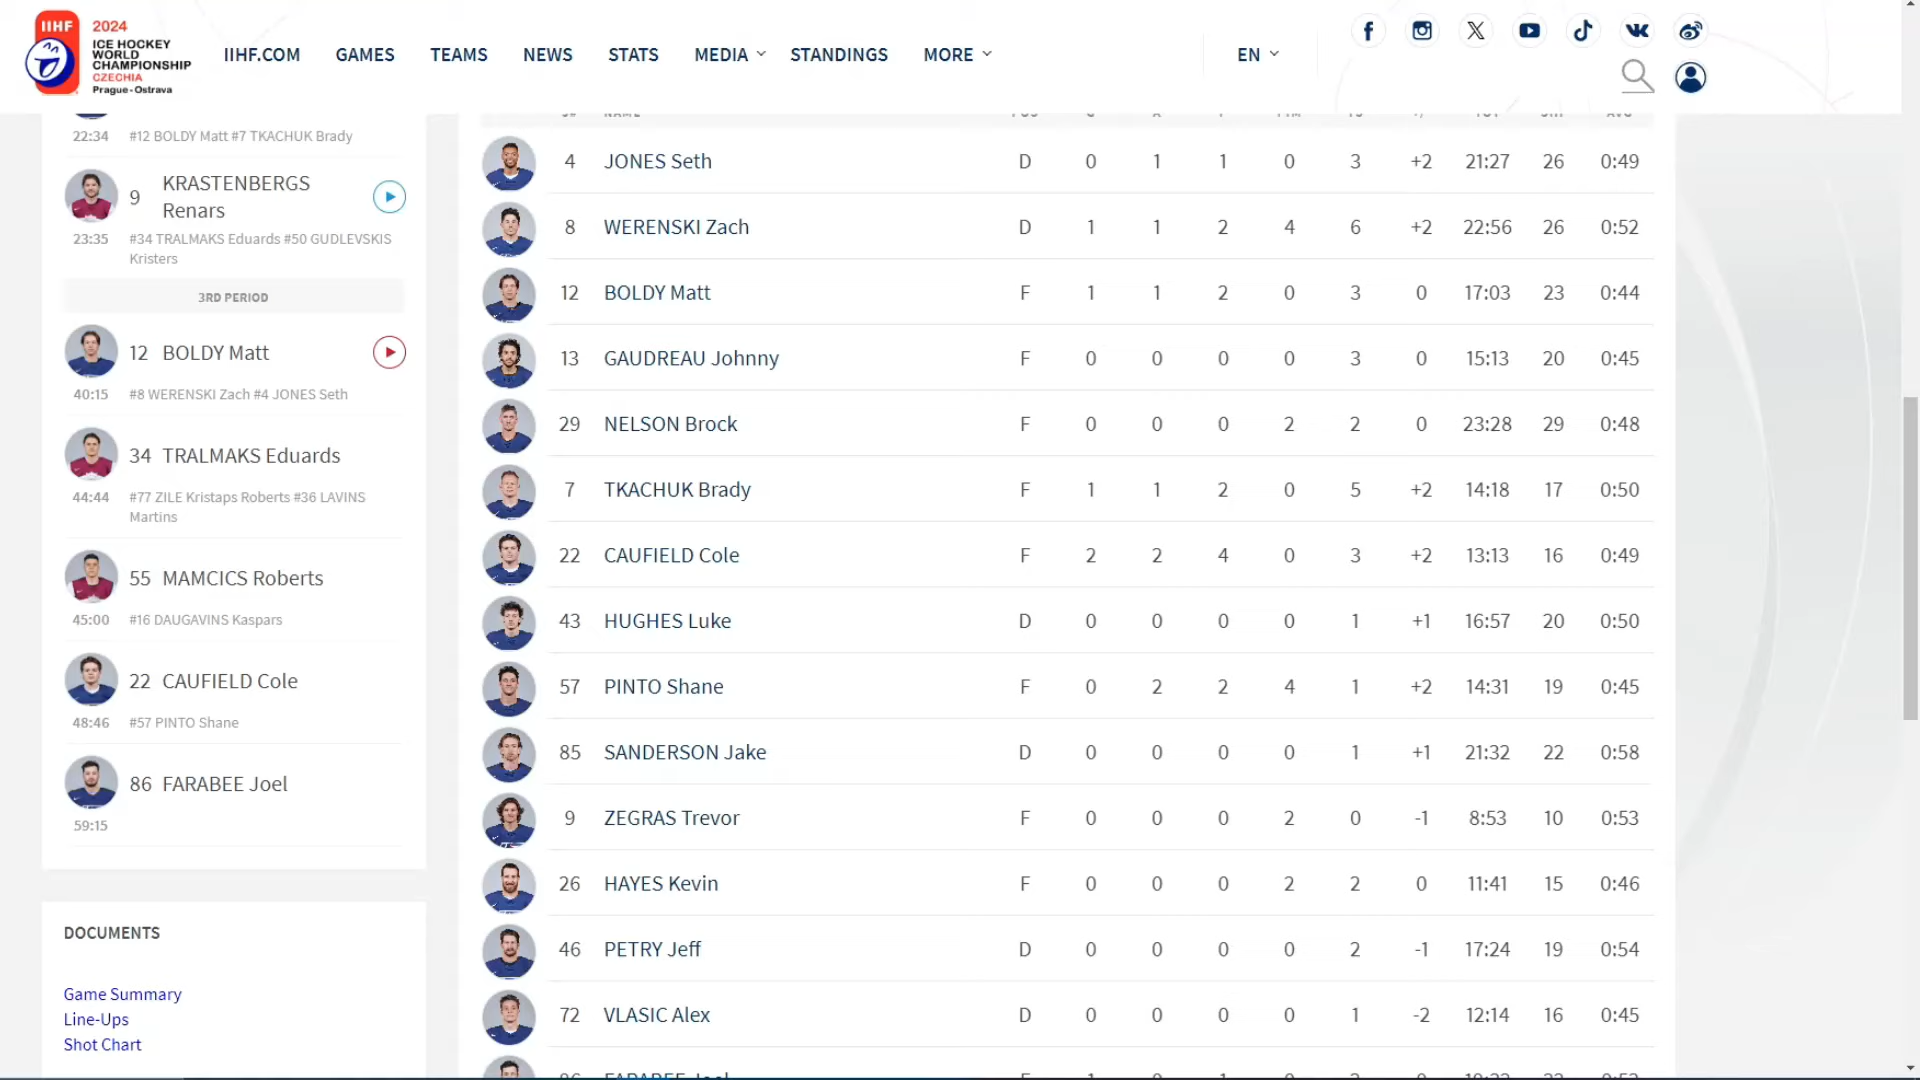 IIHF
2024
ICE HOCKEY
WORLD
CHAMPIONSHIP
CZECHIA
Prague - Ostrava
IIHF.COM GAMES TEAMS NEWS STATS MEDIA STANDINGS MORE EN
22:34 #12 BOLDY Matt #7 TKACHUK Brady
9 KRASTENBERGS
Renars
23:35 #34 TRALMAKS Eduards #50 GUDLEVSKIS
Kristers
3RD PERIOD
12 BOLDY Matt
40:15 #8 WERENSKI Zach #4 JONES Seth
34 TRALMAKS Eduards
44:44 #77 ZILE Kristaps Roberts #36 LAVINS
Martins
55 MAMCICS Roberts
45:00 #16 DAUGAVINS Kaspars
22 CAUFIELD Cole
48:46 #57 PINTO Shane
86 FARABEE Joel
59:15
DOCUMENTS
Game Summary
Line-Ups
Shot Chart
4 JONES Seth D 0 1 1 0 3 +2 21:27 26 0:49
8 WERENSKI Zach D 1 1 2 4 6 +2 22:56 26 0:52
12 BOLDY Matt F 1 1 2 0 3 0 17:03 23 0:44
13 GAUDREAU Johnny F 0 0 0 0 3 0 15:13 20 0:45
29 NELSON Brock F 0 0 0 2 2 0 23:28 29 0:48
7 TKACHUK Brady F 1 1 2 0 5 +2 14:18 17 0:50
22 CAUFIELD Cole F 2 2 4 0 3 +2 13:13 16 0:49
43 HUGHES Luke D 0 0 0 0 1 +1 16:57 20 0:50
57 PINTO Shane F 0 2 2 4 1 +2 14:31 19 0:45
85 SANDERSON Jake D 0 0 0 0 1 +1 21:32 22 0:58
9 ZEGRAS Trevor F 0 0 0 2 0 -1 8:53 10 0:53
26 HAYES Kevin F 0 0 0 2 2 0 11:41 15 0:46
46 PETRY Jeff D 0 0 0 0 2 -1 17:24 19 0:54
72 VLASIC Alex D 0 0 0 0 1 -2 12:14 16 0:45